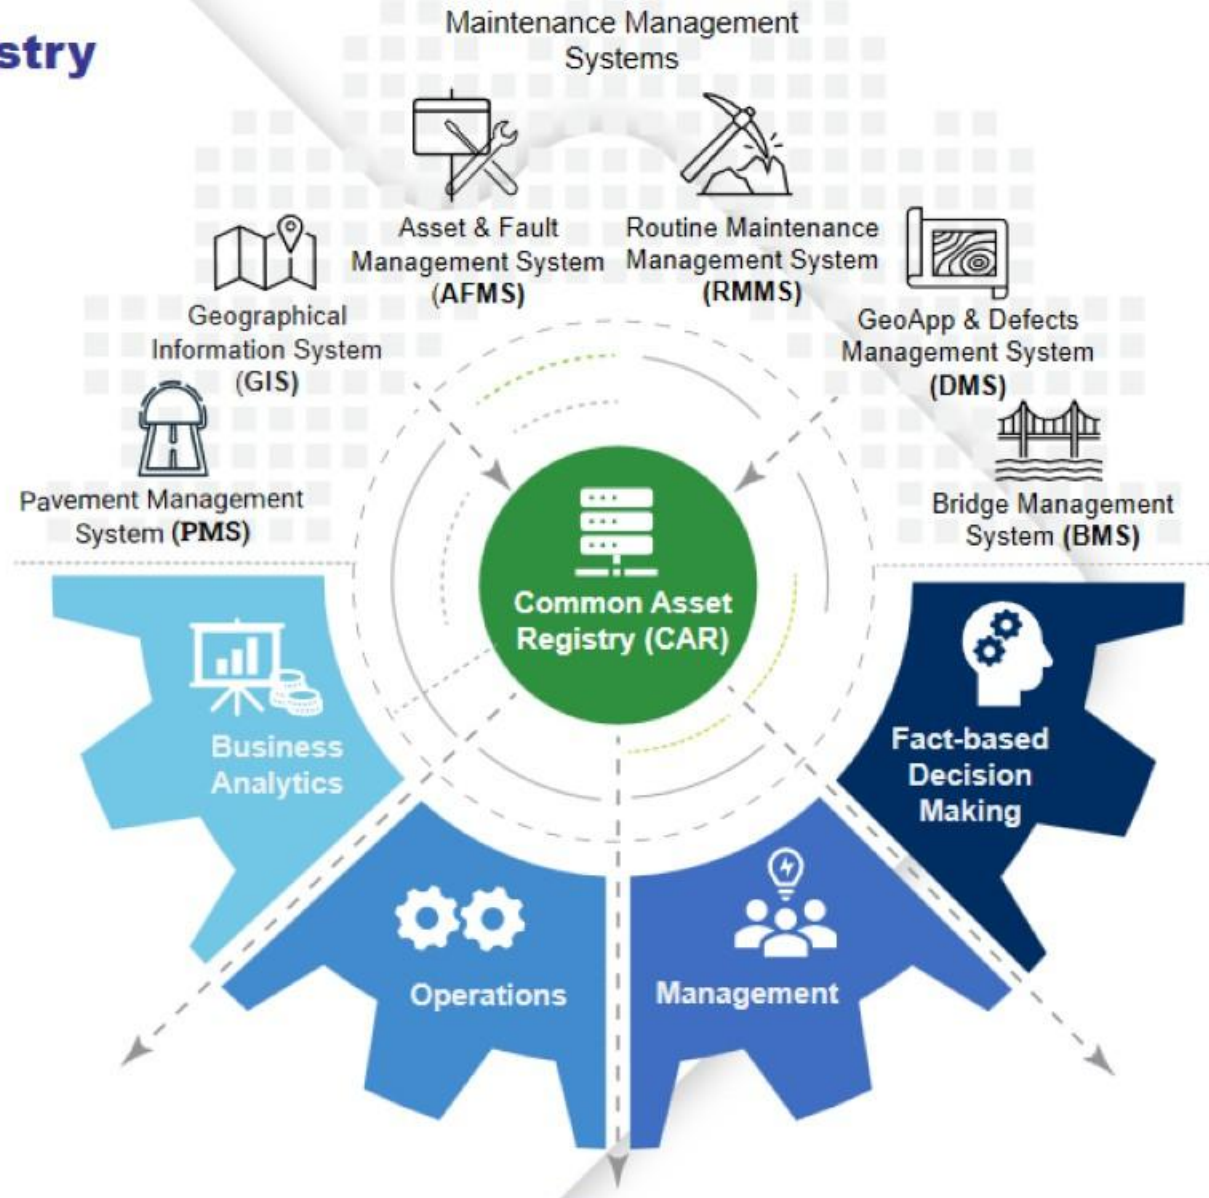 stry
Maintenance Management
Systems
Asset & Fault
Management System
(AFMS)
Routine Maintenance
Management System
(RMMS)
Geographical
Information System
(GIS)
GeoApp & Defects
Management System
(DMS)
Pavement Management
System (PMS)
Bridge Management
System (BMS)
Common Asset
Registry (CAR)
Business
Analytics
Operations
Management
Fact-based
Decision
Making